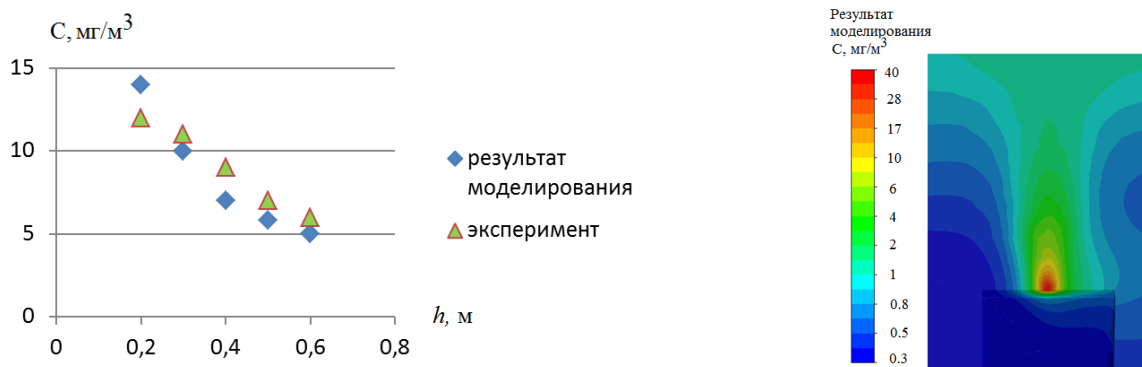 С, мг/м³
15
10
5
0
0
0,2
0,4
0,6
0,8
h, м
результат
моделирования
эксперимент
Результат
моделирования
С, мг/м³
40
28
17
10
6
4
2
1
0.8
0.5
0.3